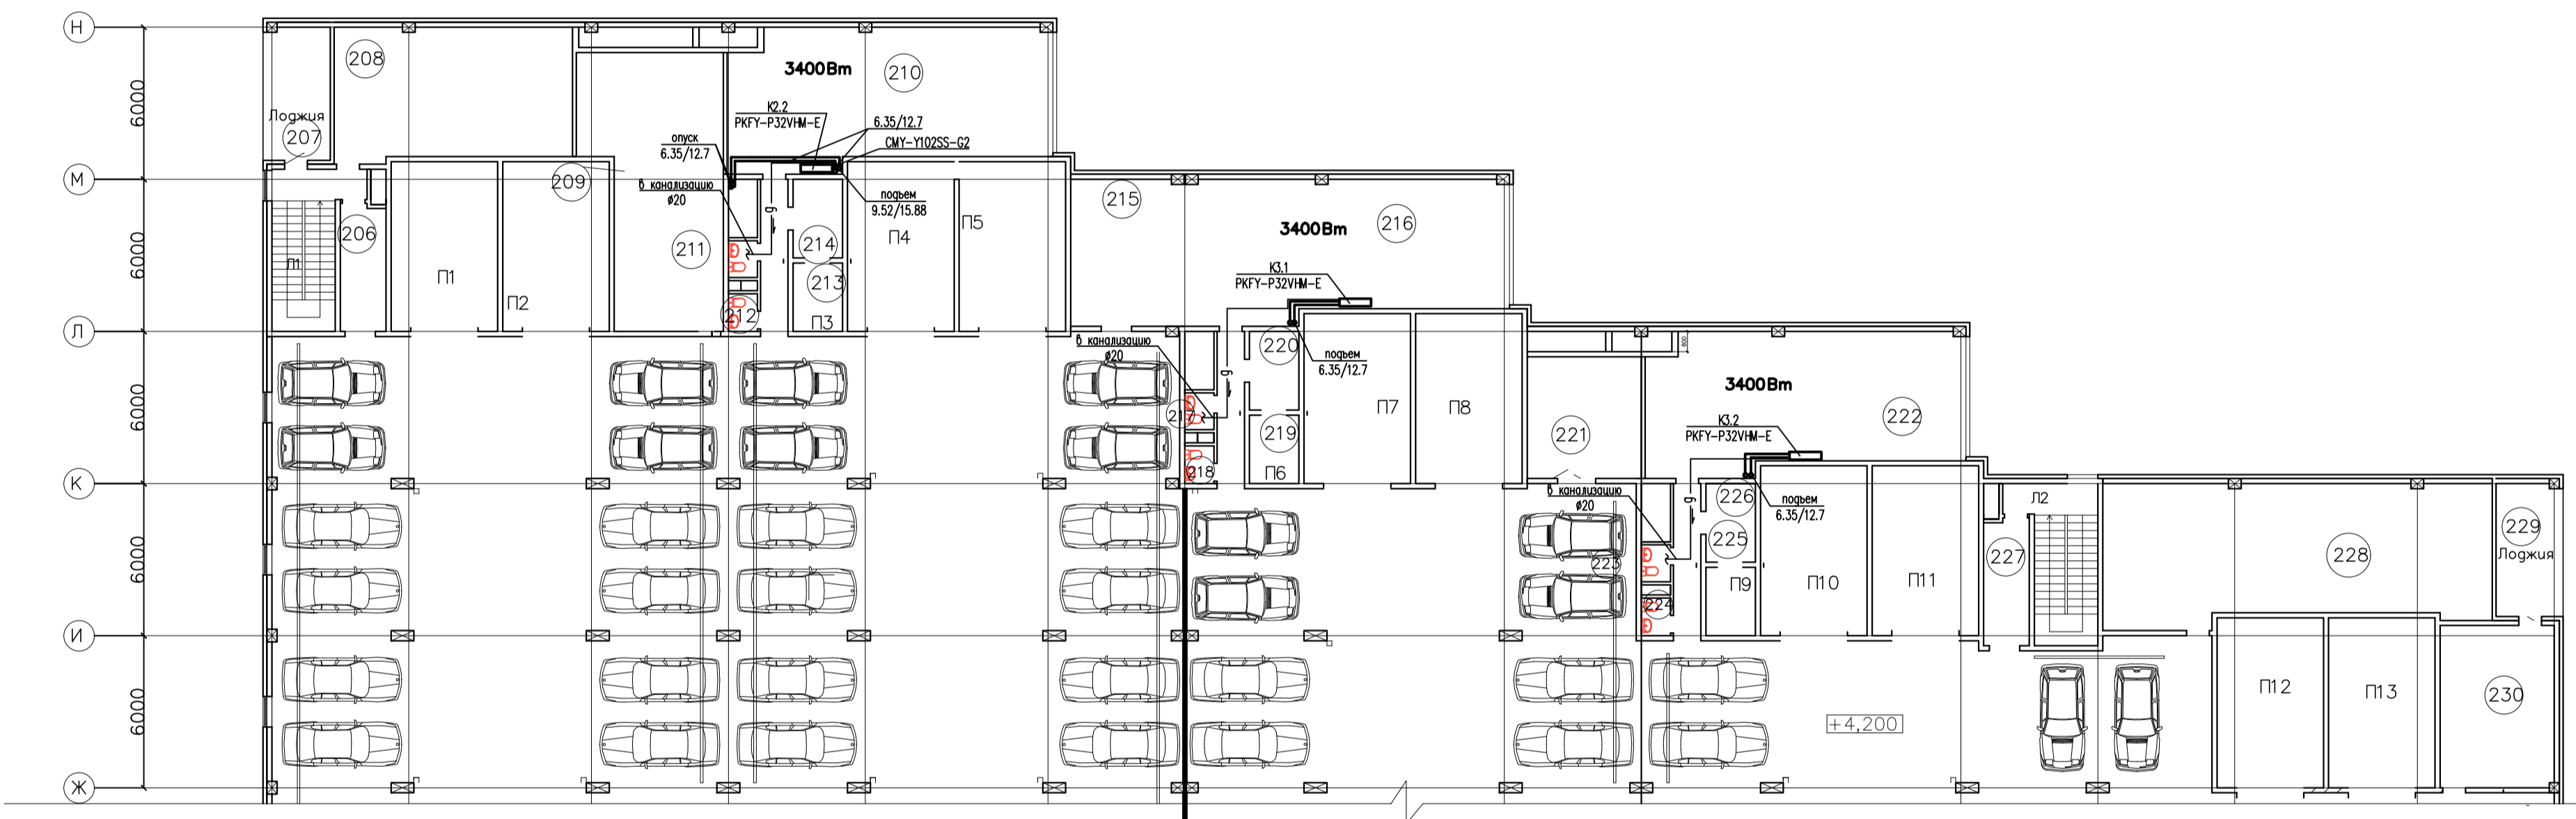 Н
208
3400Вт
210
К2.2
PKFY-P32VHM-E
6000
Лоджия
207
6.35/12.7
опуск
6.35/12.7
CMY-Y102SS-G2
М
209
в канализацию
ø20
подъем
9.52/15.88
215
206
6000
Л1
П1
П2
211
g
214
213
П4
П5
3400Вт
216
К3.1
PKFY-P32VHM-E
212
П3
Л
в канализацию
ø20
220
подъем
6.35/12.7
800
6000
g
217
219
П7
П8
3400Вт
222
К3.2
PKFY-P32VHM-E
221
218
П6
К
в канализацию
ø20
226
подъем
6.35/12.7
Л2
g
6000
223
225
227
228
229
Лоджия
224
П9
П10
П11
И
6000
П12
П13
230
+4,200
Ж